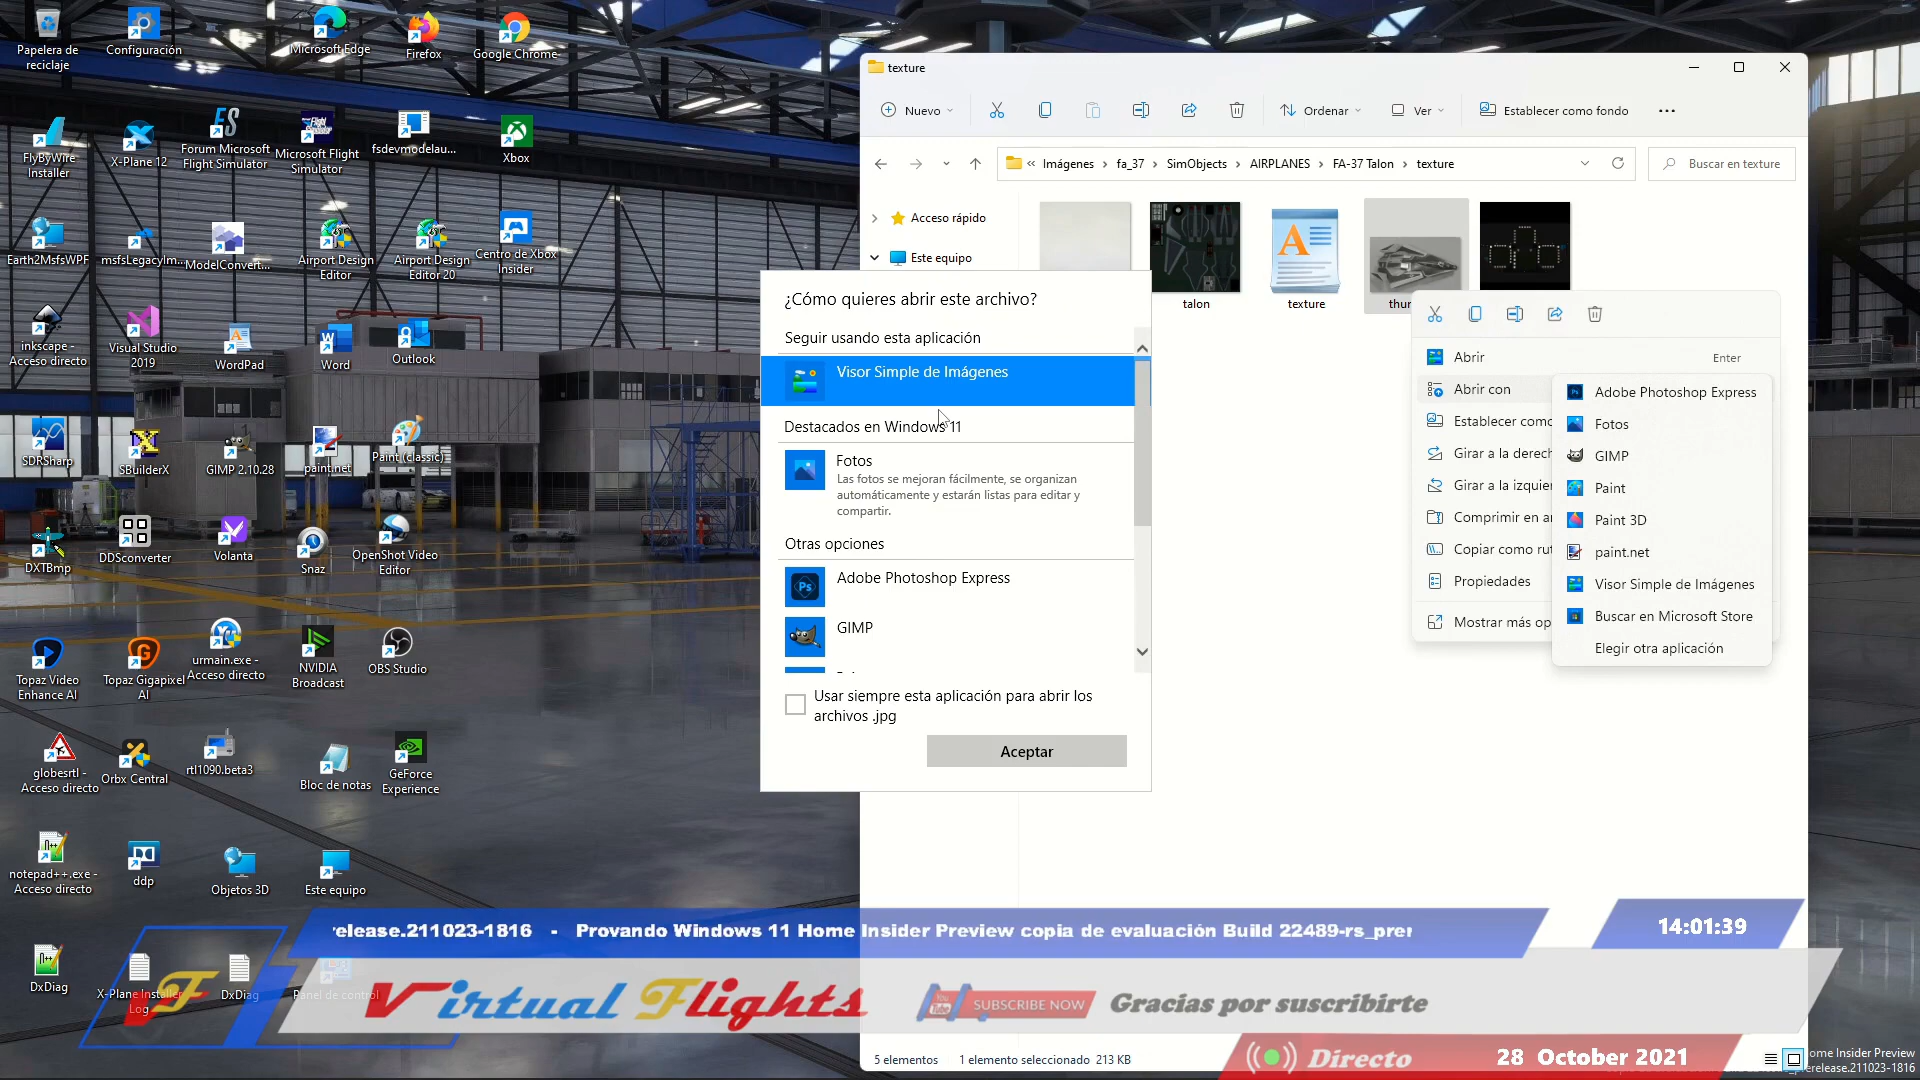 Papelera de
reciclaje
Configuración
Microsoft Edge
Firefox
Google Chrome
FlyByWire
Installer
X-Plane 12
Forum Microsoft
Flight Simulator
Microsoft Flight
Simulator
fsdevmodelau...
Xbox
Earth2MsfsWPF
msfsLegacyIm...
ModelConvert...
Airport Design
Editor
Airport Design
Editor 20
Centro de Xbox
Insider
inkscape -
Acceso directo
Visual Studio
2019
WordPad
Word
Outlook
SDRSharp
SBuilderX
GIMP 2.10.28
paint.net
Paint (classic)
DXTBmp
DDSconverter
Volanta
Snaz
OpenShot Video
Editor
Topaz Video
Enhance AI
Topaz Gigapixel
AI
urmain.exe -
Acceso directo
NVIDIA
Broadcast
OBS Studio
globesrtl -
Acceso directo
Orbx Central
rtl1090.beta3
Bloc de notas
GeForce
Experience
notepad++.exe -
Acceso directo
ddp
Objetos 3D
Este equipo
DxDiag
X-Plane Installer
Log
DxDiag
Panel de control
texture
Nuevo
Ordenar
Ver
Establecer como fondo
« Imágenes > fa_37 > SimObjects > AIRPLANES > FA-37 Talon > texture
Buscar en texture
Acceso rápido
Este equipo
talon
texture
thur
¿Cómo quieres abrir este archivo?
Seguir usando esta aplicación
Visor Simple de Imágenes
Destacados en Windows 11
Fotos
Las fotos se mejoran fácilmente, se organizan
automáticamente y estarán listas para editar y
compartir.
Otras opciones
Adobe Photoshop Express
GIMP
Usar siempre esta aplicación para abrir los
archivos .jpg
Aceptar
Abrir Enter
Abrir con
Establecer como
Girar a la derech
Girar a la izquier
Comprimir en a
Copiar como rut
Propiedades
Mostrar más op
Adobe Photoshop Express
Fotos
GIMP
Paint
Paint 3D
paint.net
Visor Simple de Imágenes
Buscar en Microsoft Store
Elegir otra aplicación
elease.211023-1816 - Provando Windows 11 Home Insider Preview copia de evaluación Build 22489-rs_prer
14:01:39
VF Virtual Flights
You Tube SUBSCRIBE NOW
Gracias por suscribirte
5 elementos 1 elemento seleccionado 213 KB
Directo
28 October 2021
ome Insider Preview
prerelease.211023-1816